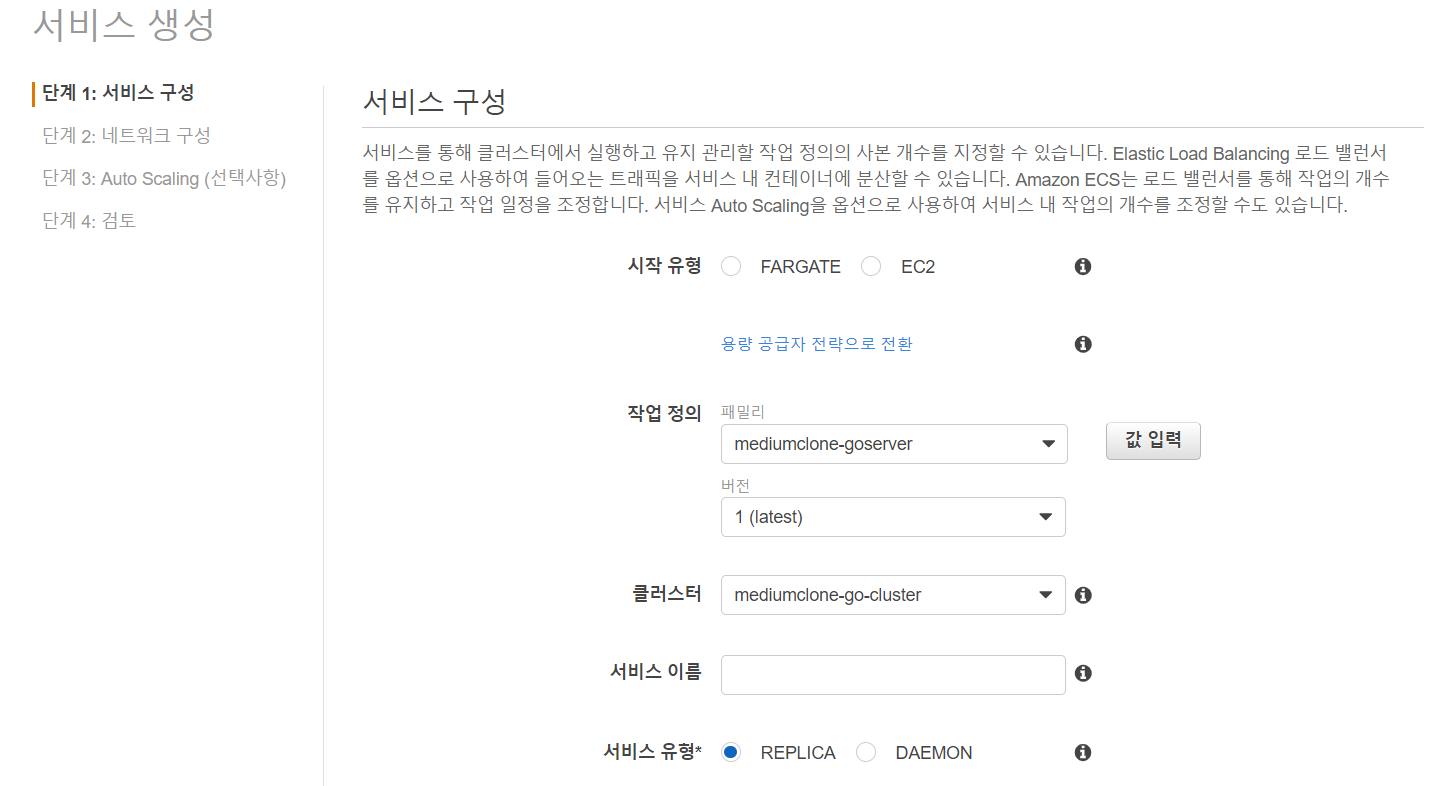 서비스 생성
단계 1: 서비스 구성
단계 2: 네트워크 구성
단계 3: Auto Scaling (선택사항)
단계 4: 검토
서비스 구성
서비스를 통해 클러스터에서 실행하고 유지 관리할 작업 정의의 사본 개수를 지정할 수 있습니다. Elastic Load Balancing 로드 밸런서
를 옵션으로 사용하여 들어오는 트래픽을 서비스 내 컨테이너에 분산할 수 있습니다. Amazon ECS는 로드 밸런서를 통해 작업의 개수
를 유지하고 작업 일정을 조정합니다. 서비스 Auto Scaling을 옵션으로 사용하여 서비스 내 작업의 개수를 조정할 수도 있습니다.
시작 유형 FARGATE EC2
용량 공급자 전략으로 전환
작업 정의 패밀리
mediumclone-goserver 값 입력
버전
1 (latest)
클러스터 mediumclone-go-cluster
서비스 이름
서비스 유형* REPLICA DAEMON